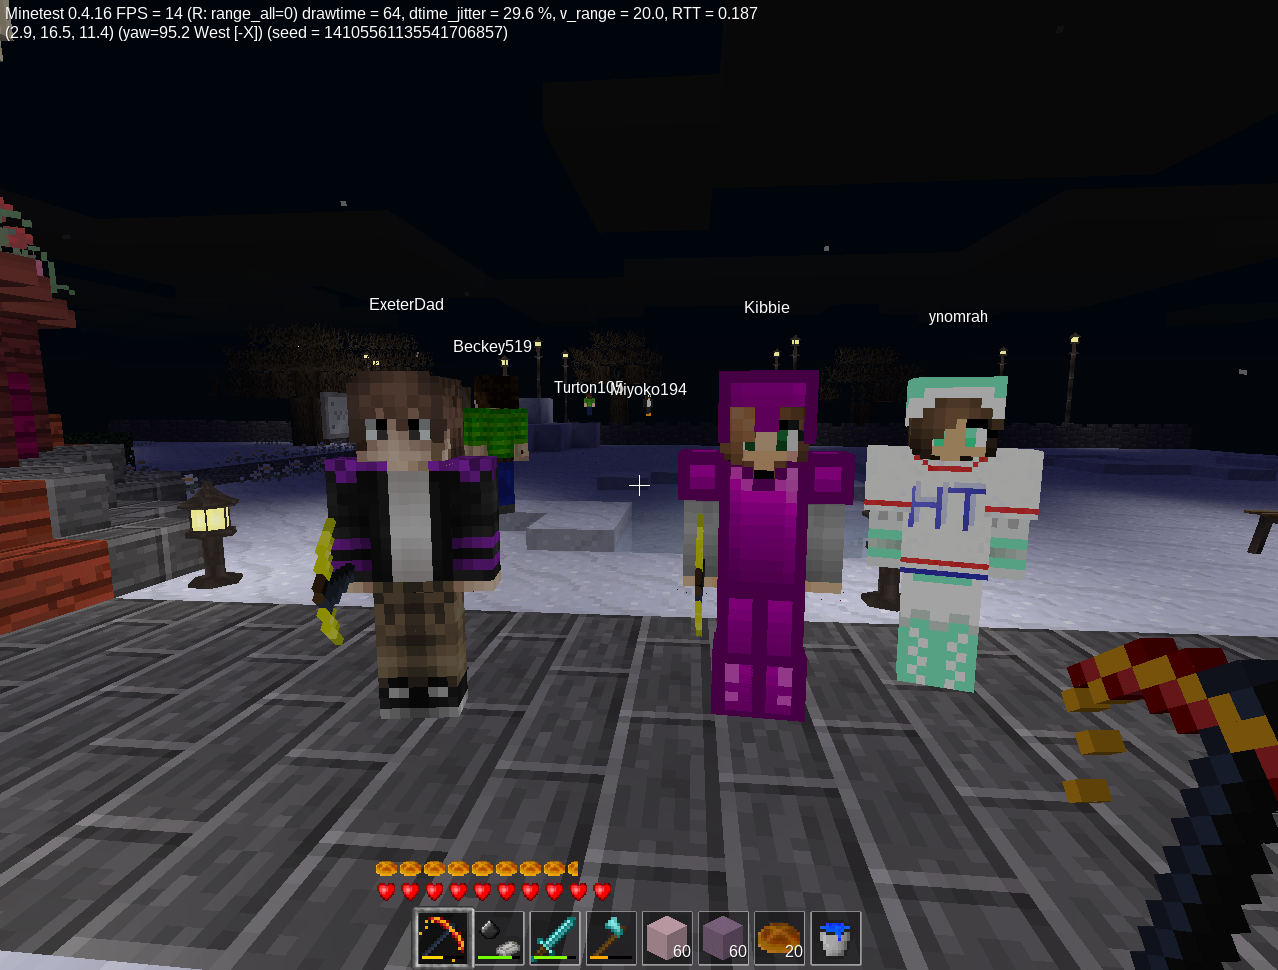 Minetest 0.4.16 FPS = 14 (R: range_all=0) drawtime = 64, dtime_jitter = 29.6 %, v_range = 20.0, RTT = 0.187
(2.9, 16.5, 11.4) (yaw=95.2 West [-X]) (seed = 14105561135541706857)
ExeterDad
Kibbie
ynomrah
Beckey519
Turton105
Miyoko194
HT
60
60
20